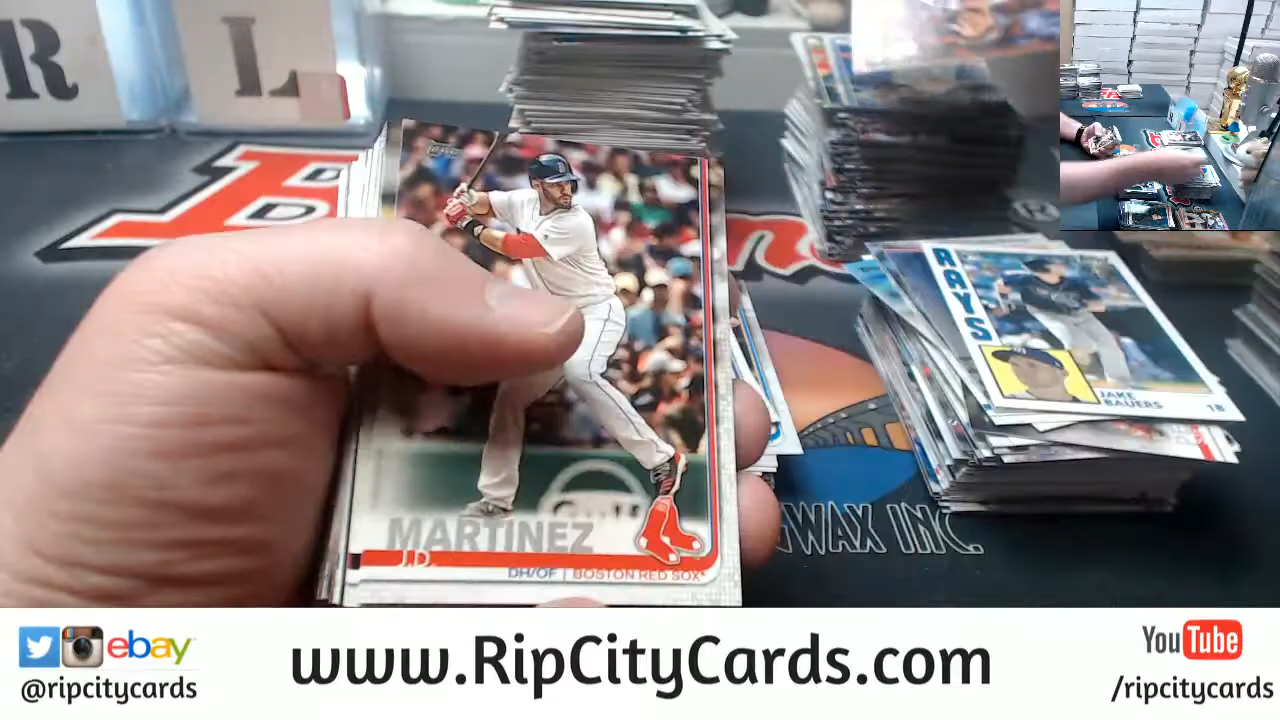 R L
MARTINEZ
J.D.
DH/OF | BOSTON RED SOX
RAYS
JAKE
BAUERS 1B
WAX INC.
ebay
@ripcitycards
www.RipCityCards.com
YouTube
/ripcitycards